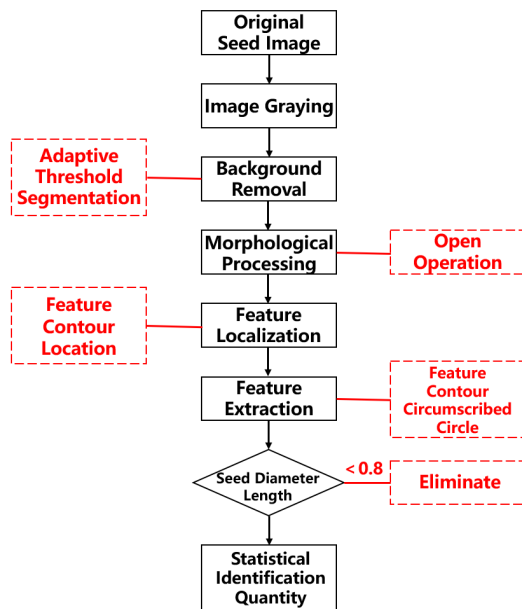 Original
Seed Image
Image Graying
Adaptive
Threshold
Segmentation
Background
Removal
Morphological
Processing
Open
Operation
Feature
Contour
Location
Feature
Localization
Feature
Extraction
Feature
Contour
Circumscribed
Circle
Seed Diameter
Length
< 0.8
Eliminate
Statistical
Identification
Quantity